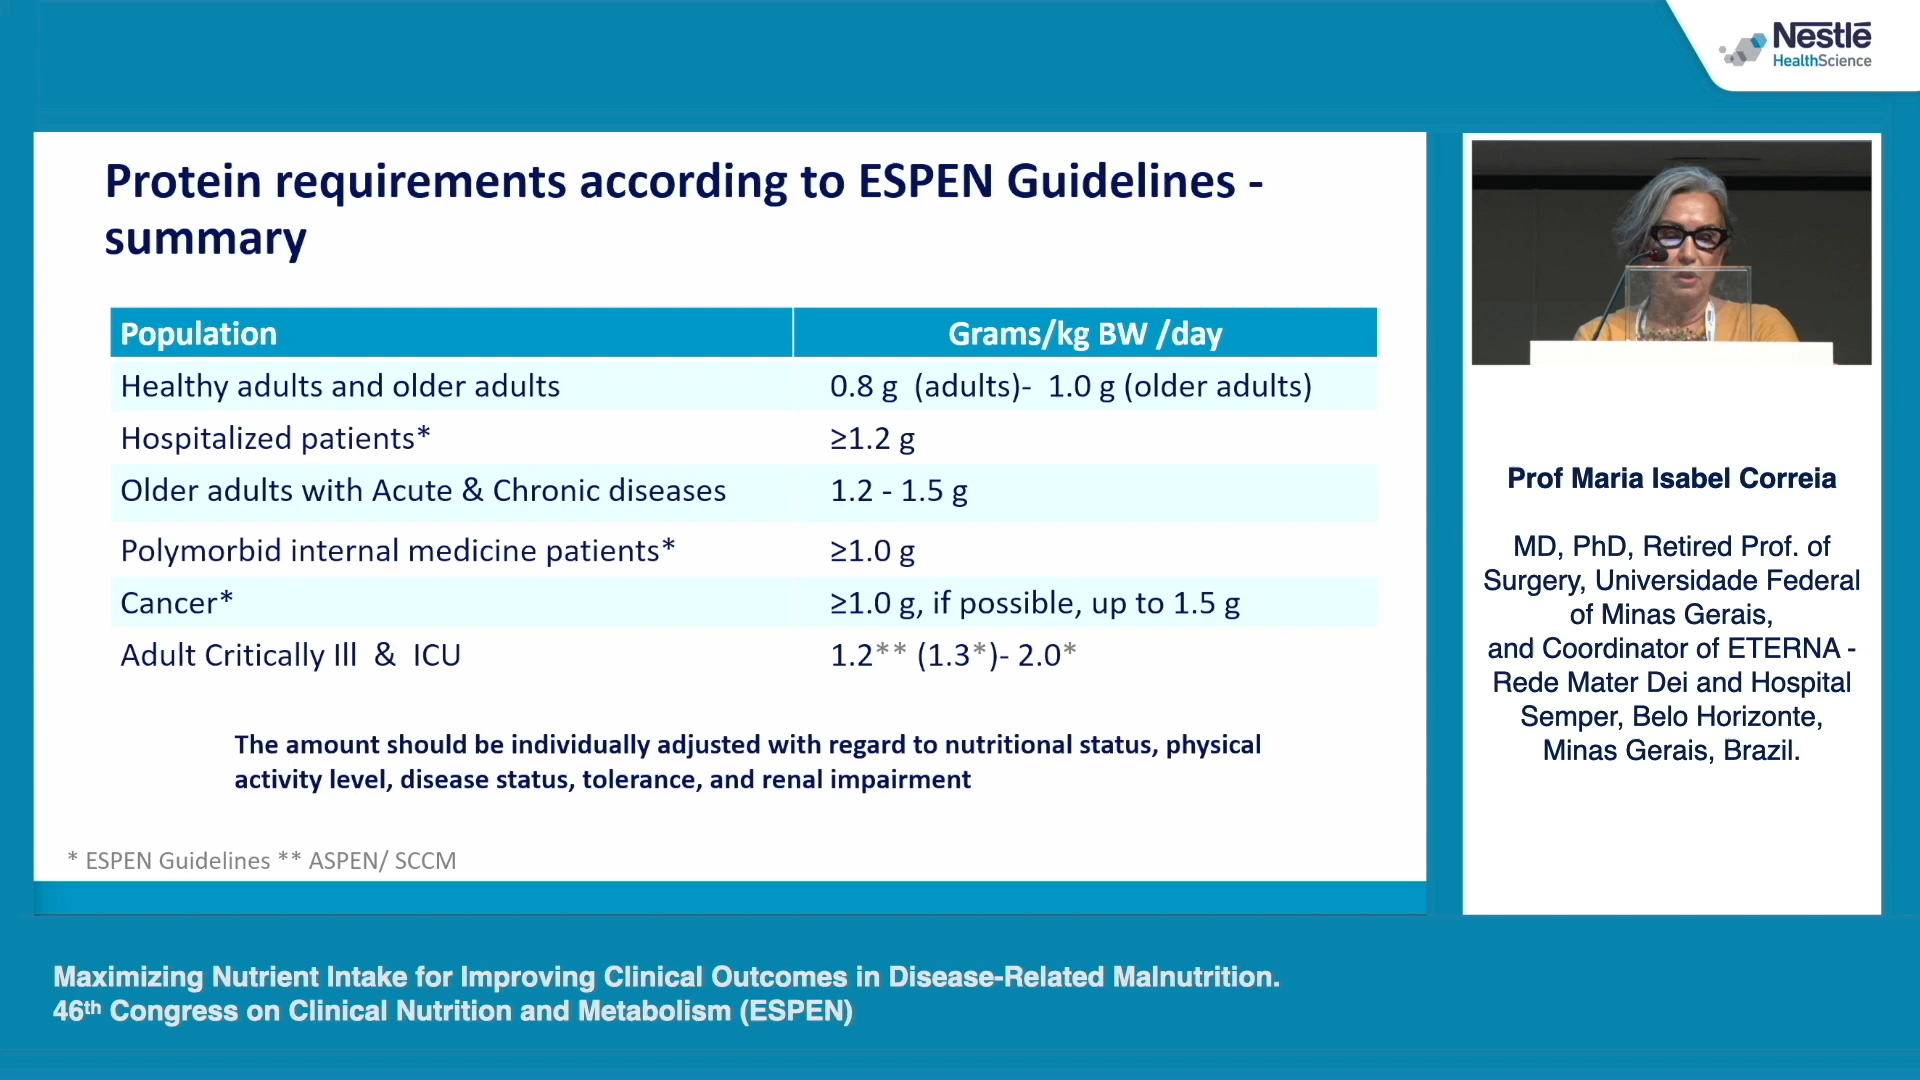 Nestlé
HealthScience
Protein requirements according to ESPEN Guidelines -
summary
Population
Grams/kg BW /day
Healthy adults and older adults
0.8 g (adults)- 1.0 g (older adults)
Hospitalized patients*
≥1.2 g
Older adults with Acute & Chronic diseases
1.2 - 1.5 g
Polymorbid internal medicine patients*
≥1.0 g
Cancer*
≥1.0 g, if possible, up to 1.5 g
Adult Critically Ill & ICU
1.2** (1.3*)- 2.0*
The amount should be individually adjusted with regard to nutritional status, physical
activity level, disease status, tolerance, and renal impairment
* ESPEN Guidelines ** ASPEN/ SCCM
Prof Maria Isabel Correia
MD, PhD, Retired Prof. of
Surgery, Universidade Federal
of Minas Gerais,
and Coordinator of ETERNA -
Rede Mater Dei and Hospital
Semper, Belo Horizonte,
Minas Gerais, Brazil.
Maximizing Nutrient Intake for Improving Clinical Outcomes in Disease-Related Malnutrition.
46th Congress on Clinical Nutrition and Metabolism (ESPEN)